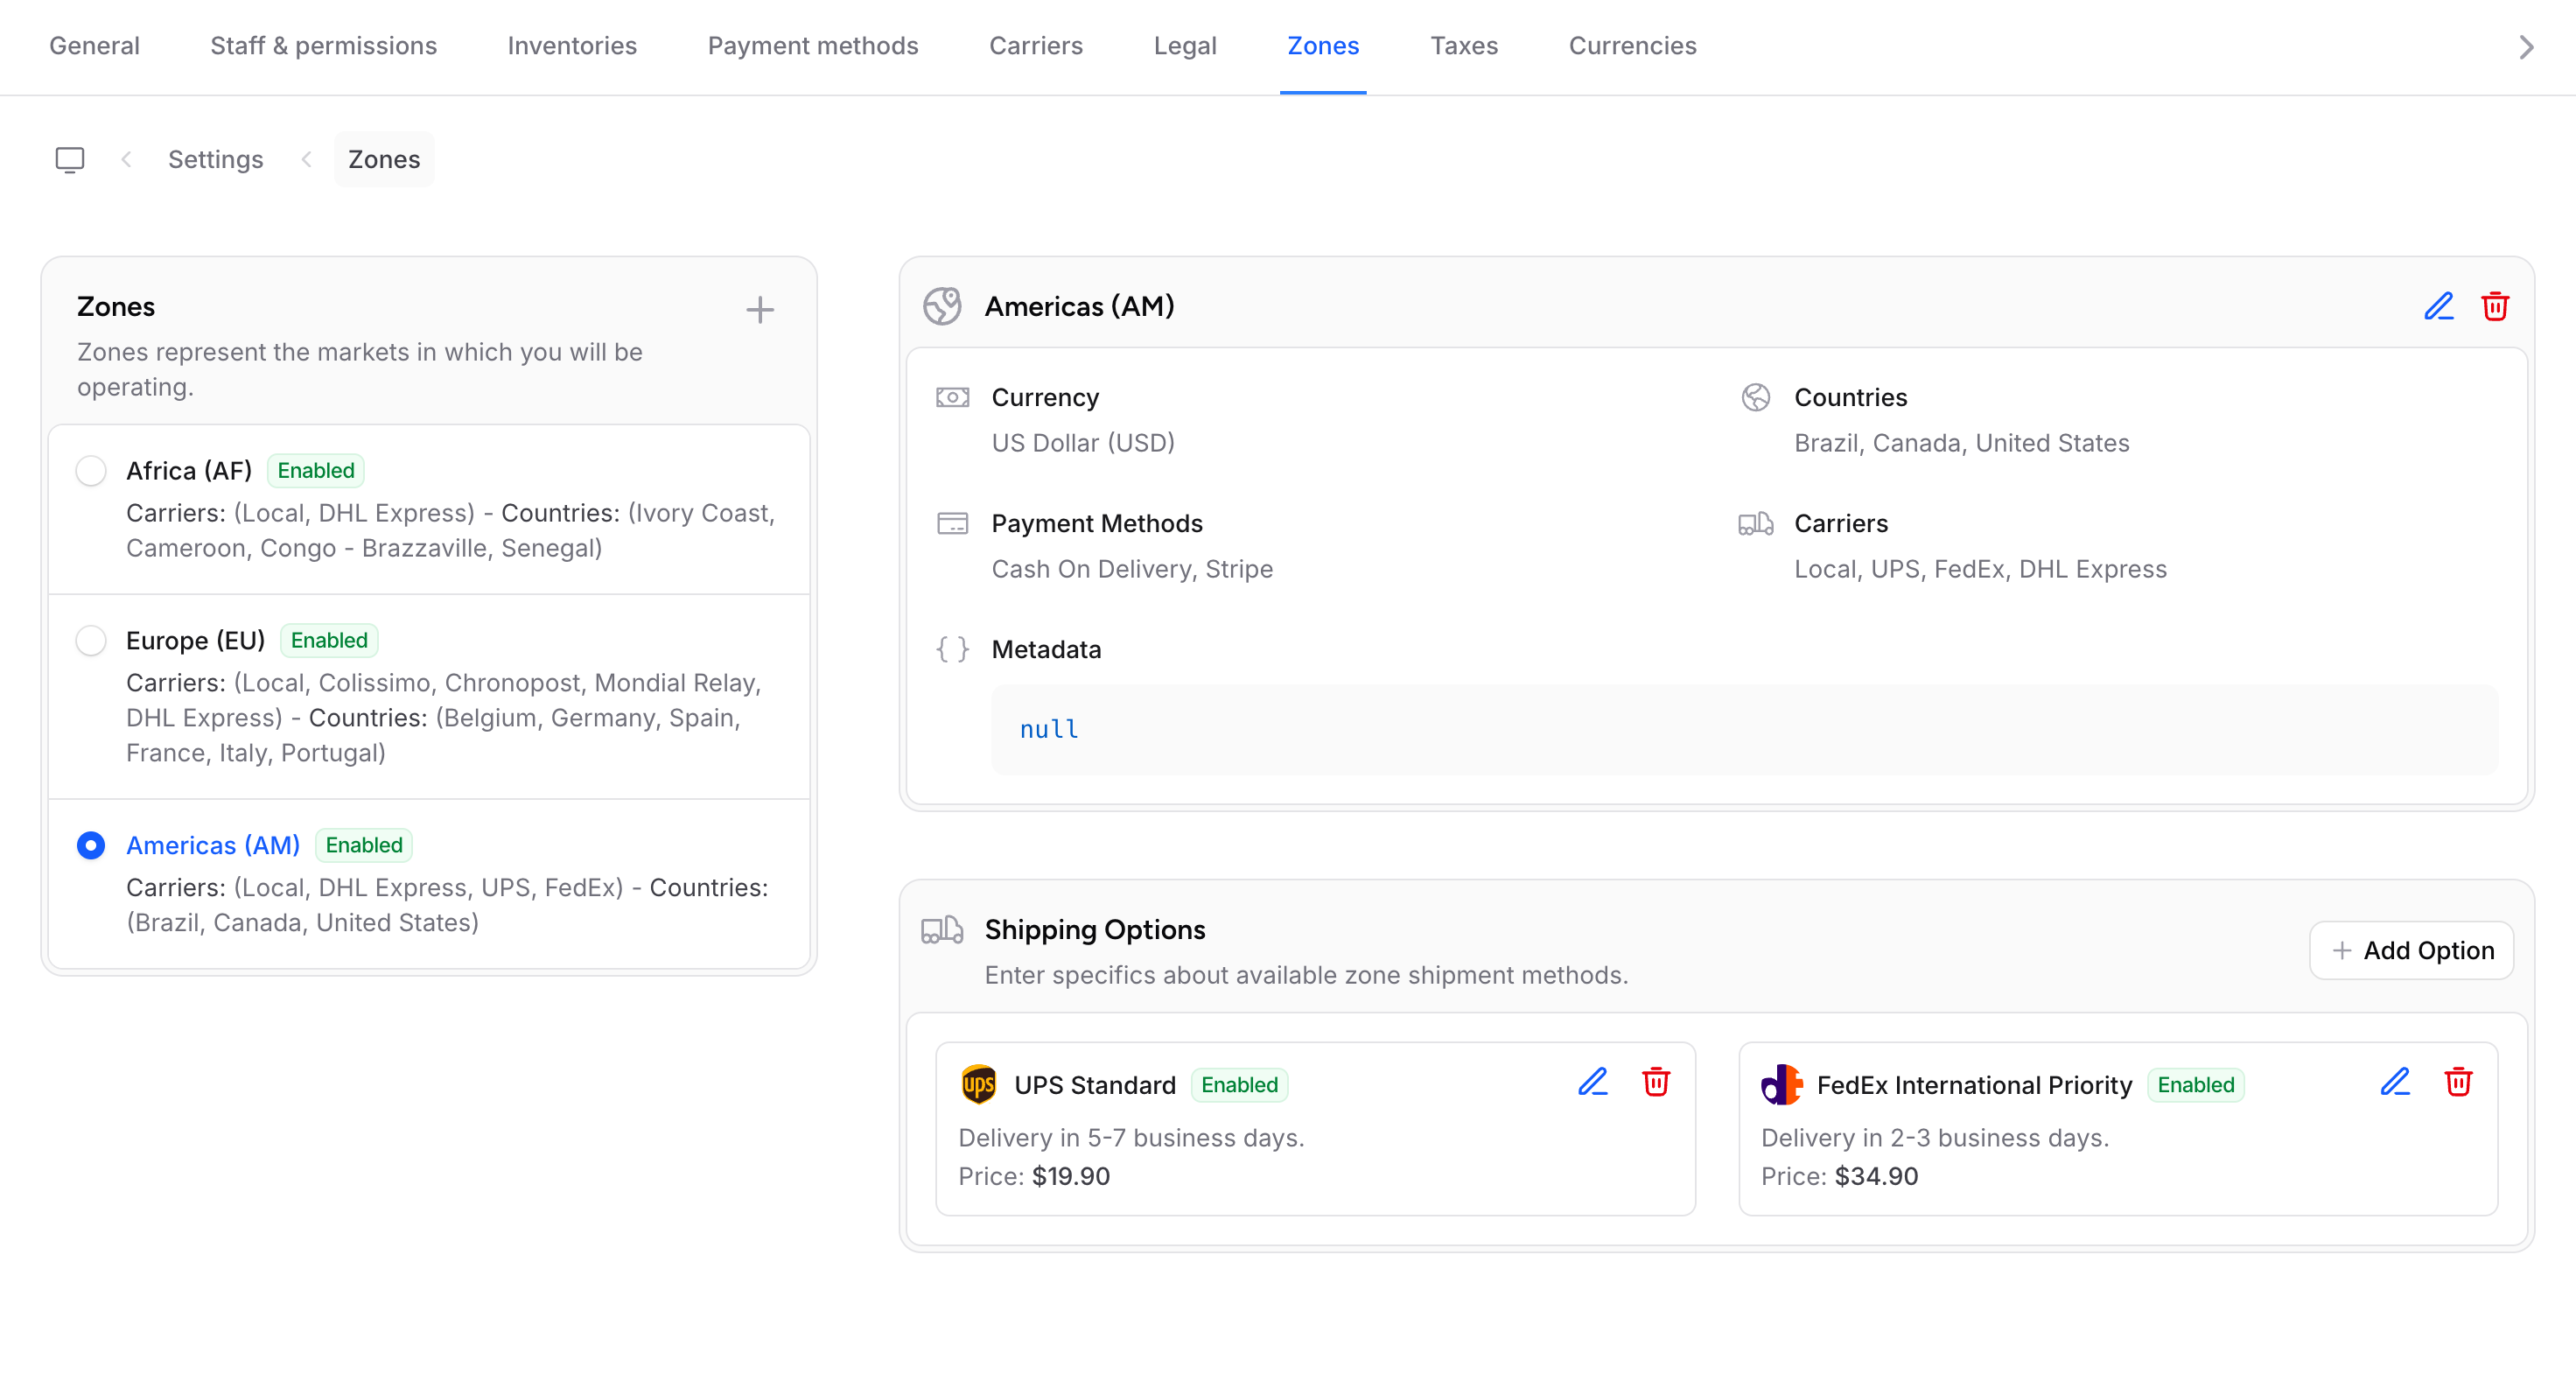 General Staff & permissions Inventories Payment methods Carriers Legal Zones Taxes Currencies
Settings Zones
Zones
Zones represent the markets in which you will be
operating.
Africa (AF) Enabled
Carriers: (Local, DHL Express) - Countries: (Ivory Coast,
Cameroon, Congo - Brazzaville, Senegal)
Europe (EU) Enabled
Carriers: (Local, Colissimo, Chronopost, Mondial Relay,
DHL Express) - Countries: (Belgium, Germany, Spain,
France, Italy, Portugal)
Americas (AM) Enabled
Carriers: (Local, DHL Express, UPS, FedEx) - Countries:
(Brazil, Canada, United States)
Americas (AM)
Currency
US Dollar (USD)
Countries
Brazil, Canada, United States
Payment Methods
Cash On Delivery, Stripe
Carriers
Local, UPS, FedEx, DHL Express
{ } Metadata
null
Shipping Options
Enter specifics about available zone shipment methods.
Add Option
ups UPS Standard Enabled
Delivery in 5-7 business days.
Price: $19.90
FedEx International Priority Enabled
Delivery in 2-3 business days.
Price: $34.90